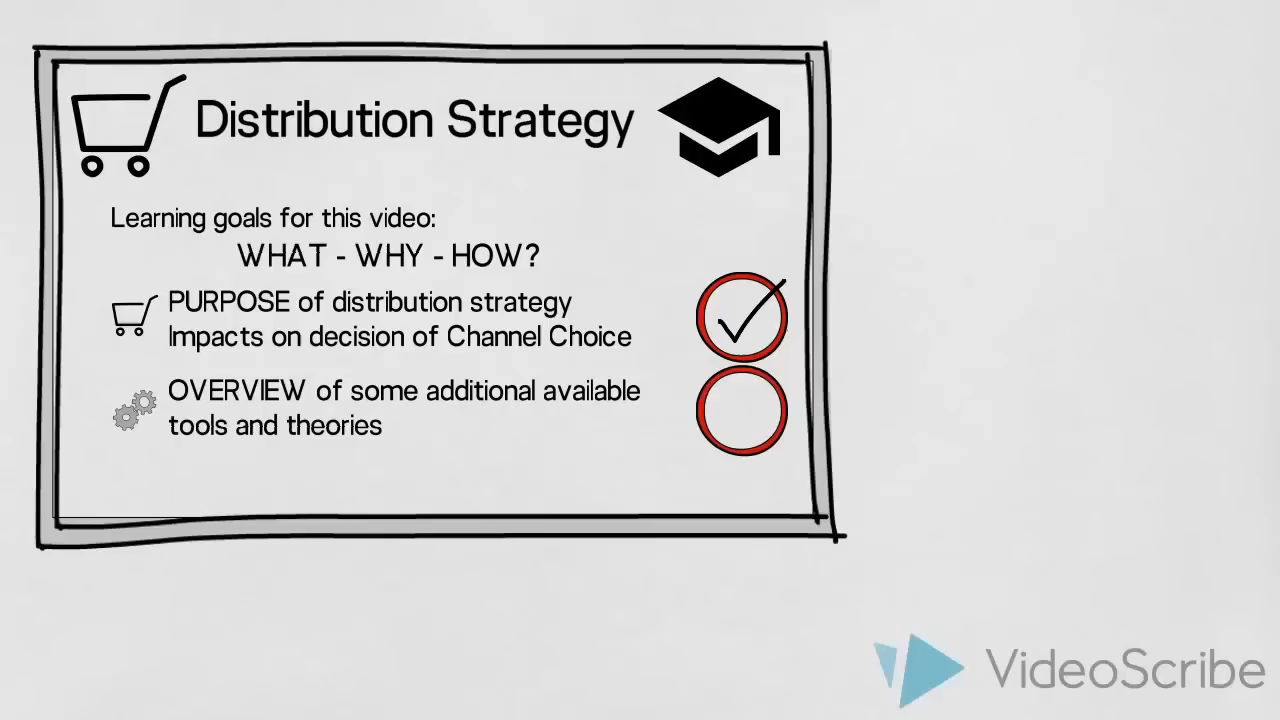 Distribution Strategy
Learning goals for this video:
WHAT - WHY - HOW?
PURPOSE of distribution strategy
Impacts on decision of Channel Choice
OVERVIEW of some additional available
tools and theories
VideoScribe